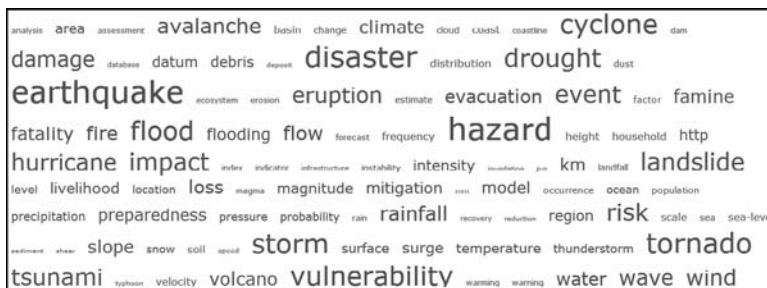 analysis area assessment avalanche basin change climate cloud coast coastline cyclone dam
damage database datum debris deposit disaster distribution drought dust
earthquake ecosystem erosion eruption estimate evacuation event factor famine
fatality fire flood flooding flow forecast frequency hazard height household http
hurricane impact index indicator infrastructure instability intensity km landfall landslide
level livelihood location loss magma magnitude mitigation model occurrence ocean population
precipitation preparedness pressure probability rain rainfall recovery reduction region risk scale sea sea-leve
sediment shear slope snow soil speed storm surface surge temperature thunderstorm tornado
tsunami typhoon velocity volcano vulnerability warming warning water wave wind